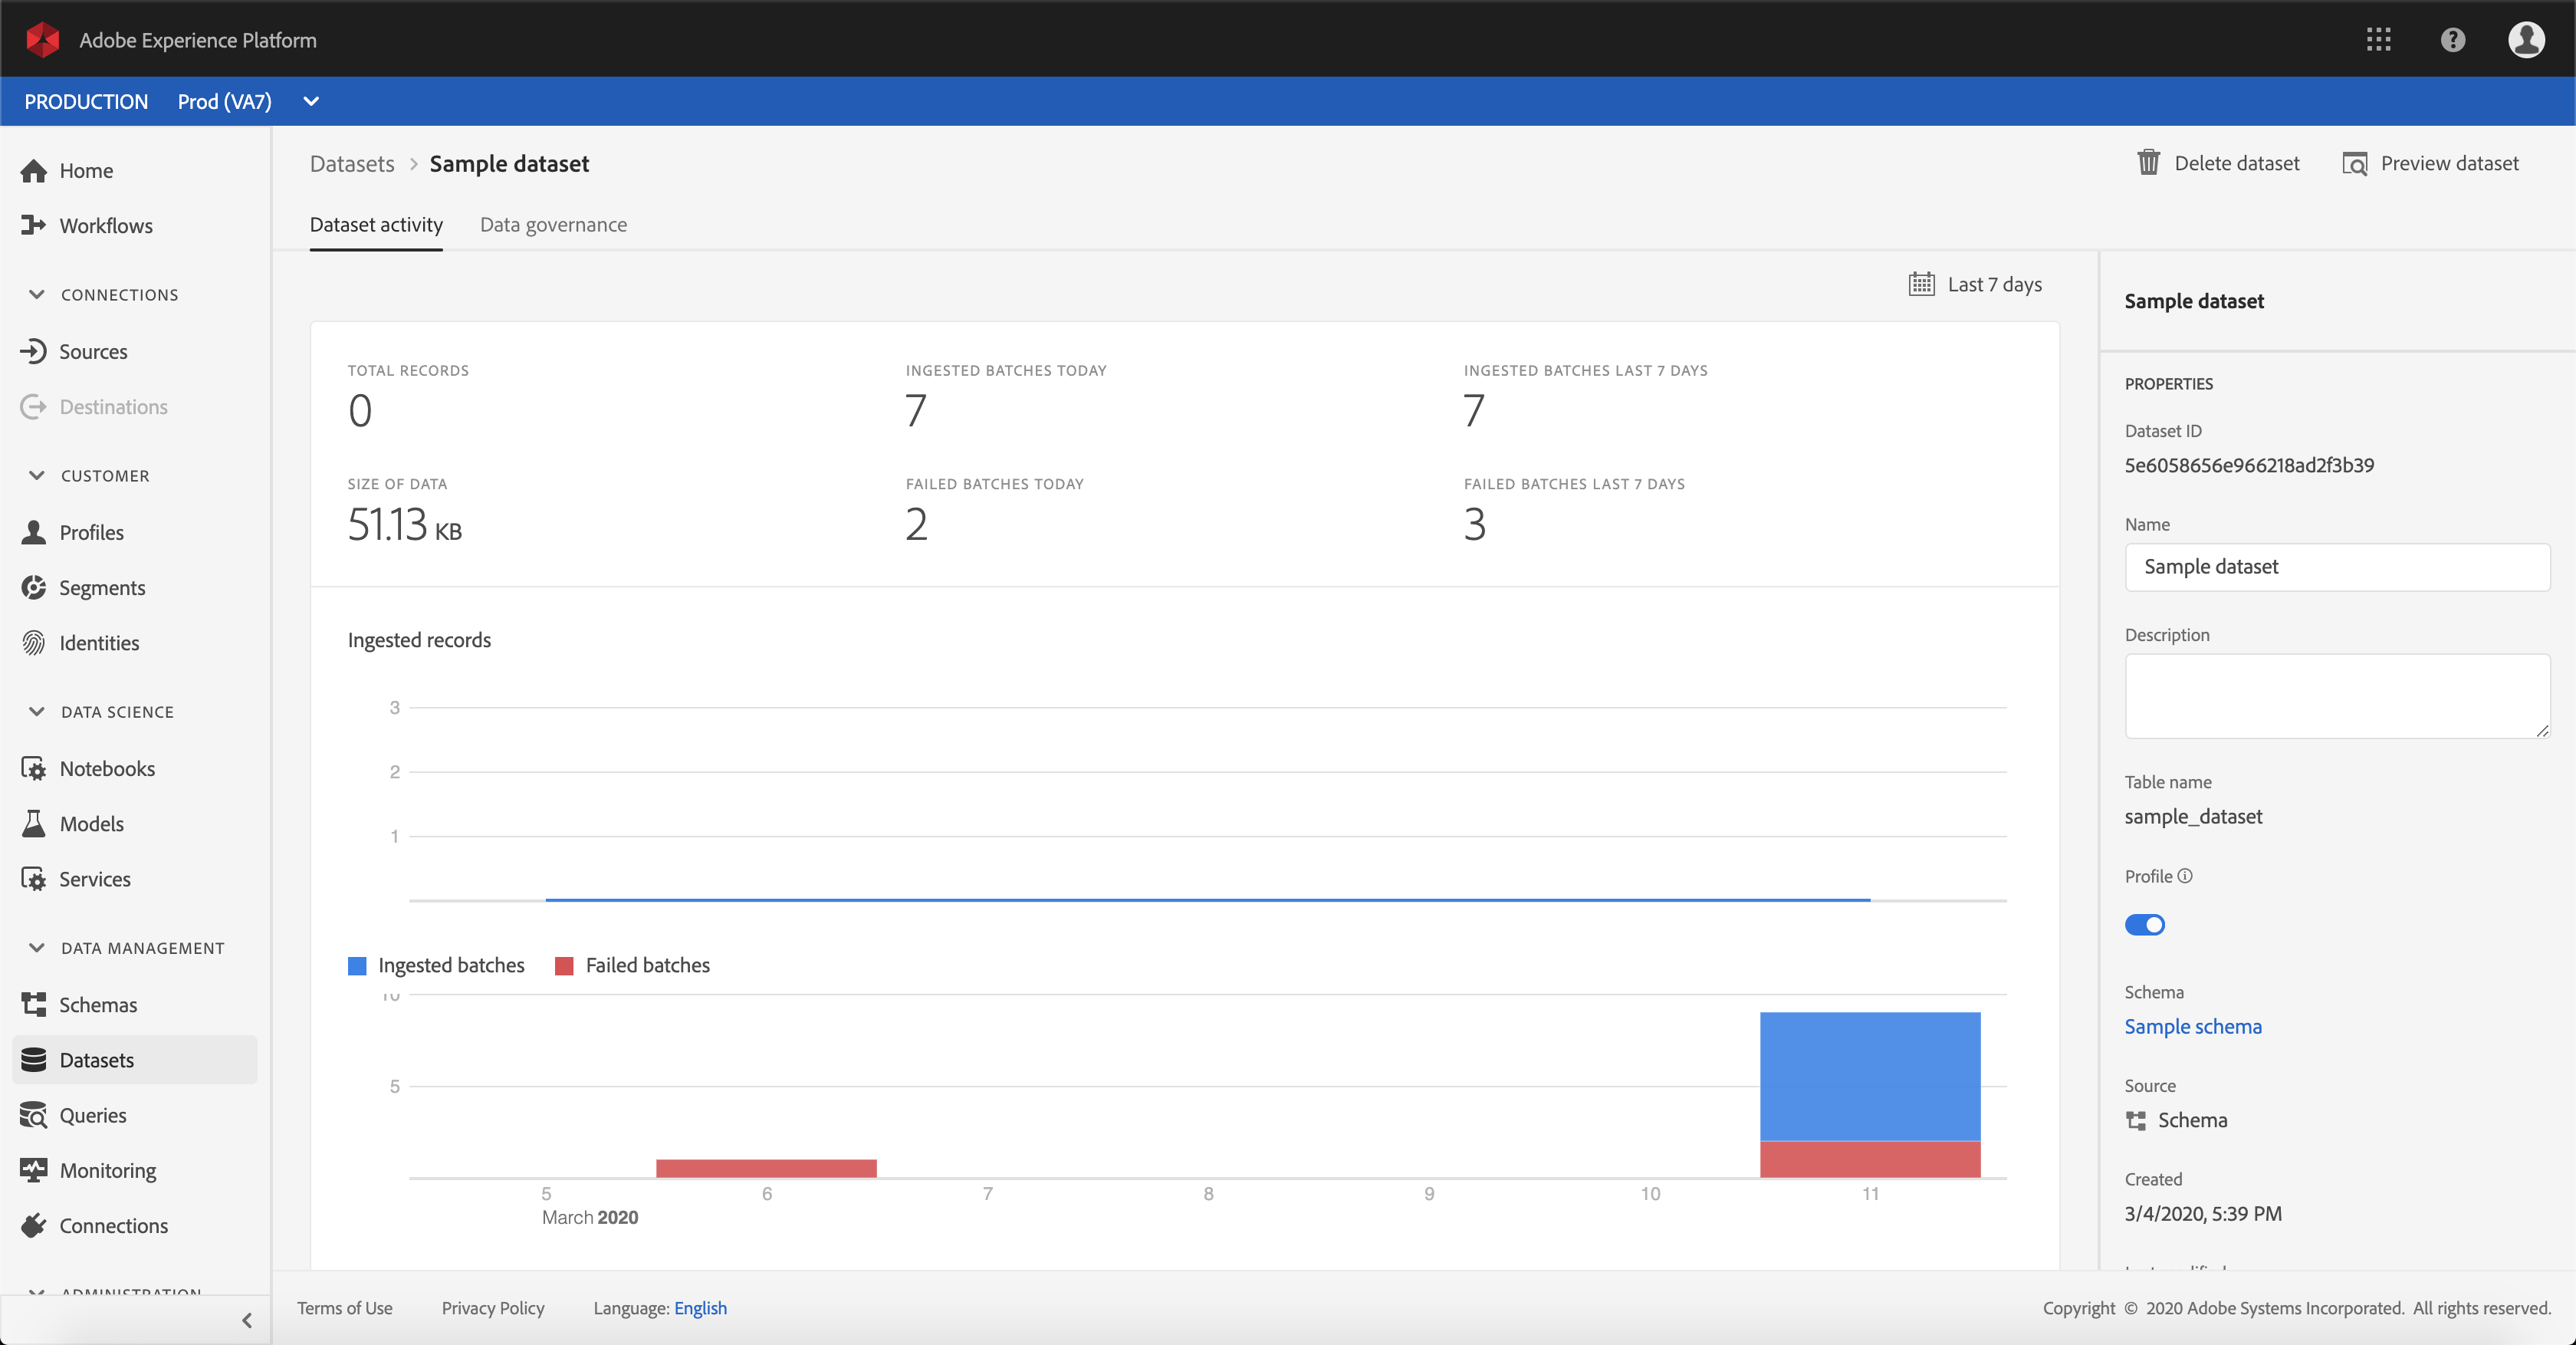 Adobe Experience Platform
PRODUCTION Prod (VA7)
Home
Workflows
CONNECTIONS
Sources
Destinations
CUSTOMER
Profiles
Segments
Identities
DATA SCIENCE
Notebooks
Models
Services
DATA MANAGEMENT
Schemas
Datasets
Queries
Monitoring
Connections
ADMINISTRATION
Datasets > Sample dataset
Delete dataset
Preview dataset
Dataset activity
Data governance
Last 7 days
TOTAL RECORDS
0
INGESTED BATCHES TODAY
7
INGESTED BATCHES LAST 7 DAYS
7
SIZE OF DATA
51.13 KB
FAILED BATCHES TODAY
2
FAILED BATCHES LAST 7 DAYS
3
Ingested records
3
2
1
Ingested batches
Failed batches
10
5
5 6 7 8 9 10 11
March 2020
Sample dataset
PROPERTIES
Dataset ID
5e6058656e966218ad2f3b39
Name
Sample dataset
Description
Table name
sample_dataset
Profile
Schema
Sample schema
Source
Schema
Created
3/4/2020, 5:39 PM
Terms of Use
Privacy Policy
Language: English
Copyright © 2020 Adobe Systems Incorporated. All rights reserved.